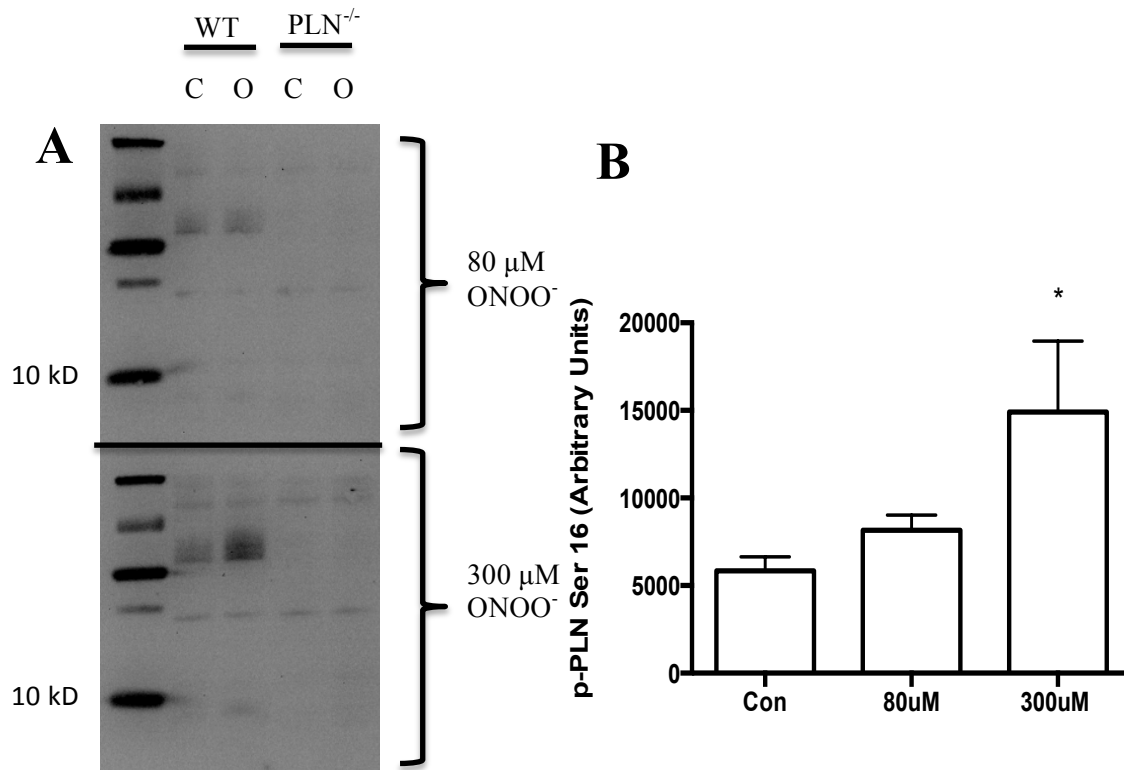 WT PLN⁻/⁻
C O C O
A
80 μM
ONOO⁻
10 kD
300 μM
ONOO⁻
10 kD
B
p-PLN Ser 16 (Arbitrary Units)
*
20000
15000
10000
5000
0
Con 80uM 300uM